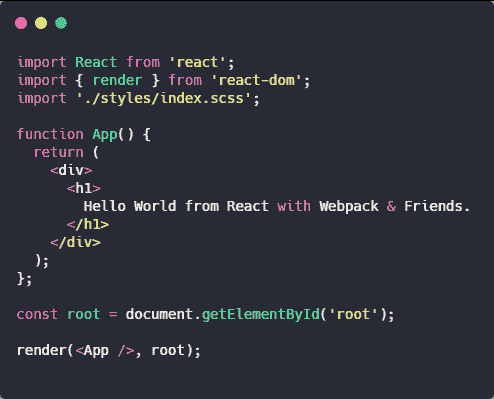 import React from 'react';
import { render } from 'react-dom';
import './styles/index.scss';

function App() {
  return (
    <div>
      <h1>
        Hello World from React with Webpack & Friends.
      </h1>
    </div>
  );
};

const root = document.getElementById('root');

render(<App />, root);